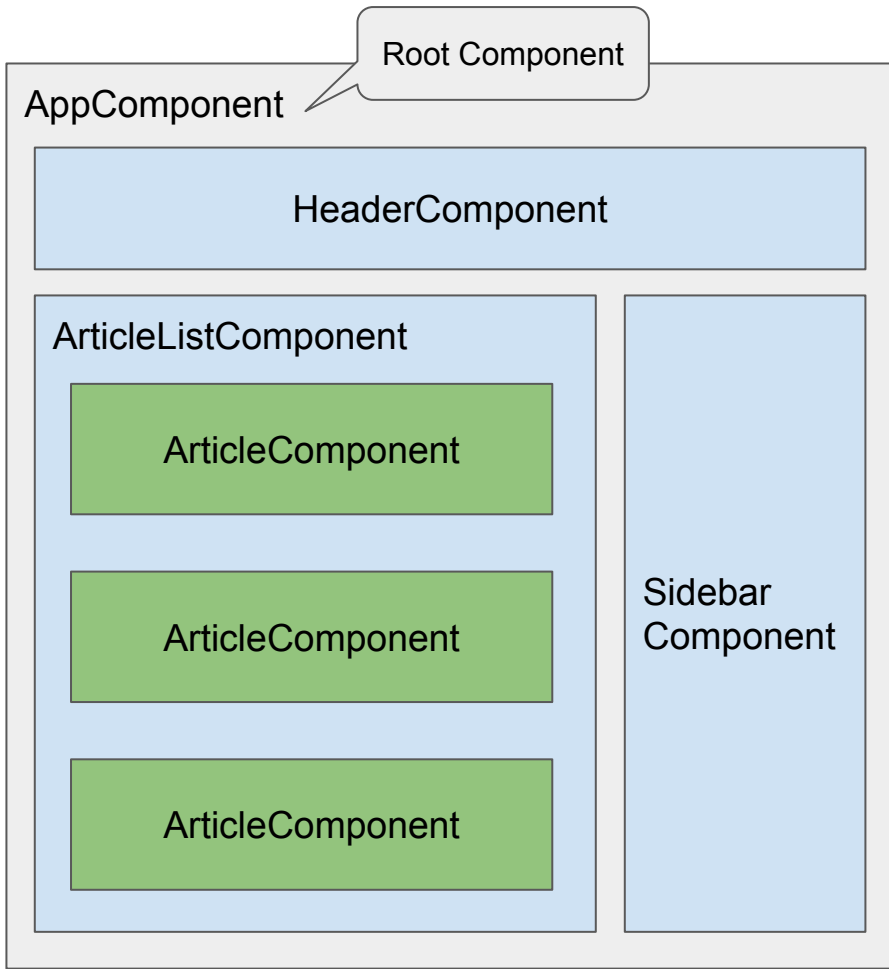 Root Component
AppComponent
HeaderComponent
ArticleListComponent
ArticleComponent
ArticleComponent
ArticleComponent
Sidebar
Component